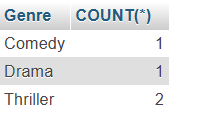 Genre COUNT(*)
Comedy 1
Drama 1
Thriller 2